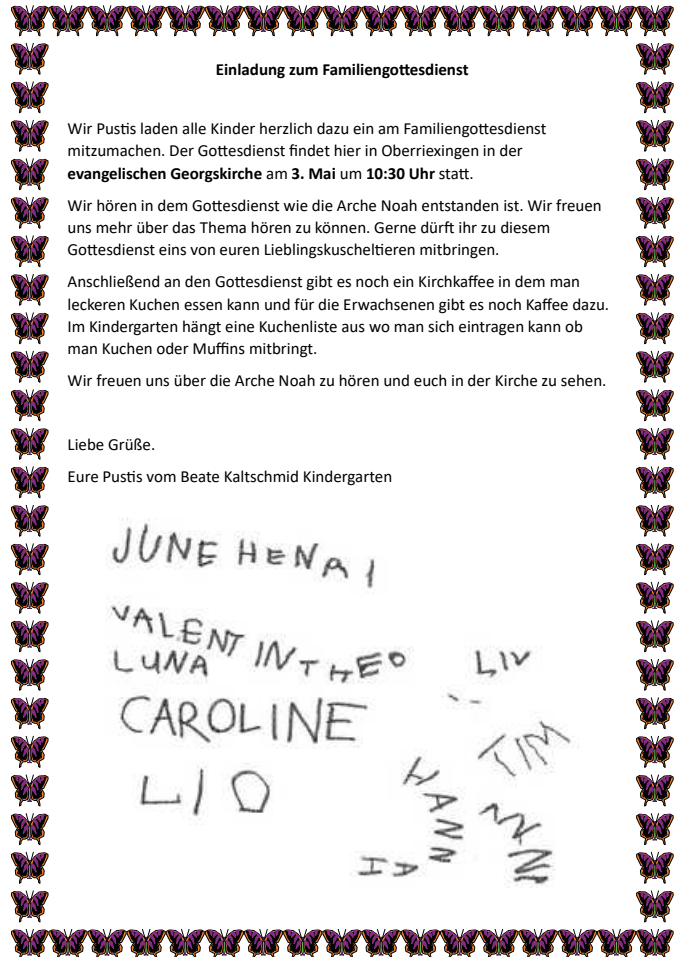 Einladung zum Familiengottesdienst
Wir Pustis laden alle Kinder herzlich dazu ein am Familiengottesdienst
mitzumachen. Der Gottesdienst findet hier in Oberriexingen in der
evangelischen Georgskirche am 3. Mai um 10:30 Uhr statt.
Wir hören in dem Gottesdienst wie die Arche Noah entstanden ist. Wir freuen
uns mehr über das Thema hören zu können. Gerne dürft ihr zu diesem
Gottesdienst eins von euren Lieblingskuscheltieren mitbringen.
Anschließend an den Gottesdienst gibt es noch ein Kirchkaffee in dem man
leckeren Kuchen essen kann und für die Erwachsenen gibt es noch Kaffee dazu.
Im Kindergarten hängt eine Kuchenliste aus wo man sich eintragen kann ob
man Kuchen oder Muffins mitbringt.
Wir freuen uns über die Arche Noah zu hören und euch in der Kirche zu sehen.
Liebe Grüße.
Eure Pustis vom Beate Kaltschmid Kindergarten
JUNE HENRI
VALENTIN THEO
LUNA
LIV
CAROLINE
TIM
LIO
HANN